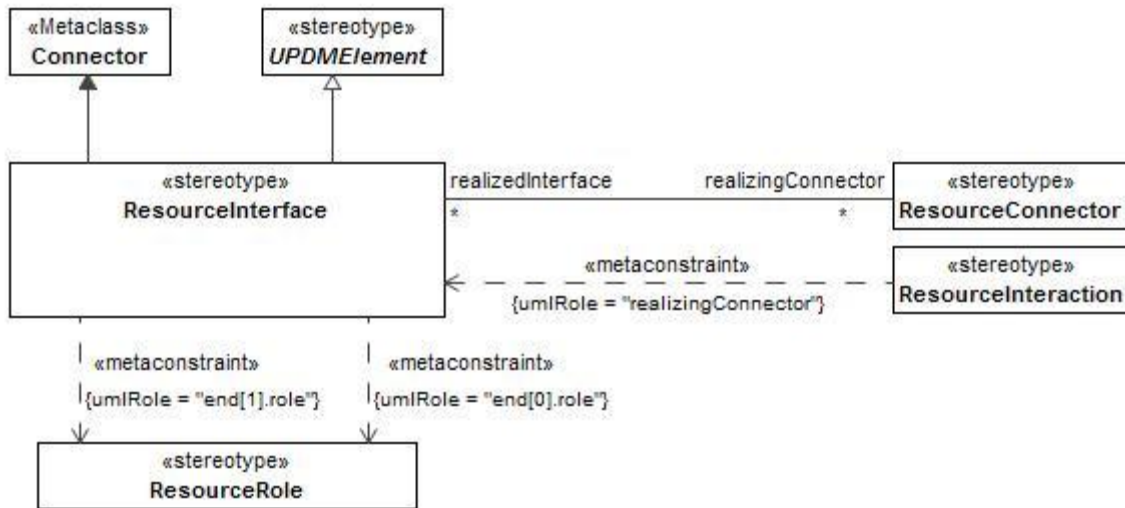 «Metaclass»
Connector
«stereotype»
UPDMElement
«stereotype»
ResourceInterface
realizedInterface
realizingConnector
*
*
«stereotype»
ResourceConnector
«metaconstraint»
{umlRole = "realizingConnector"}
«stereotype»
ResourceInteraction
«metaconstraint»
{umlRole = "end[1].role"}
«metaconstraint»
{umlRole = "end[0].role"}
«stereotype»
ResourceRole